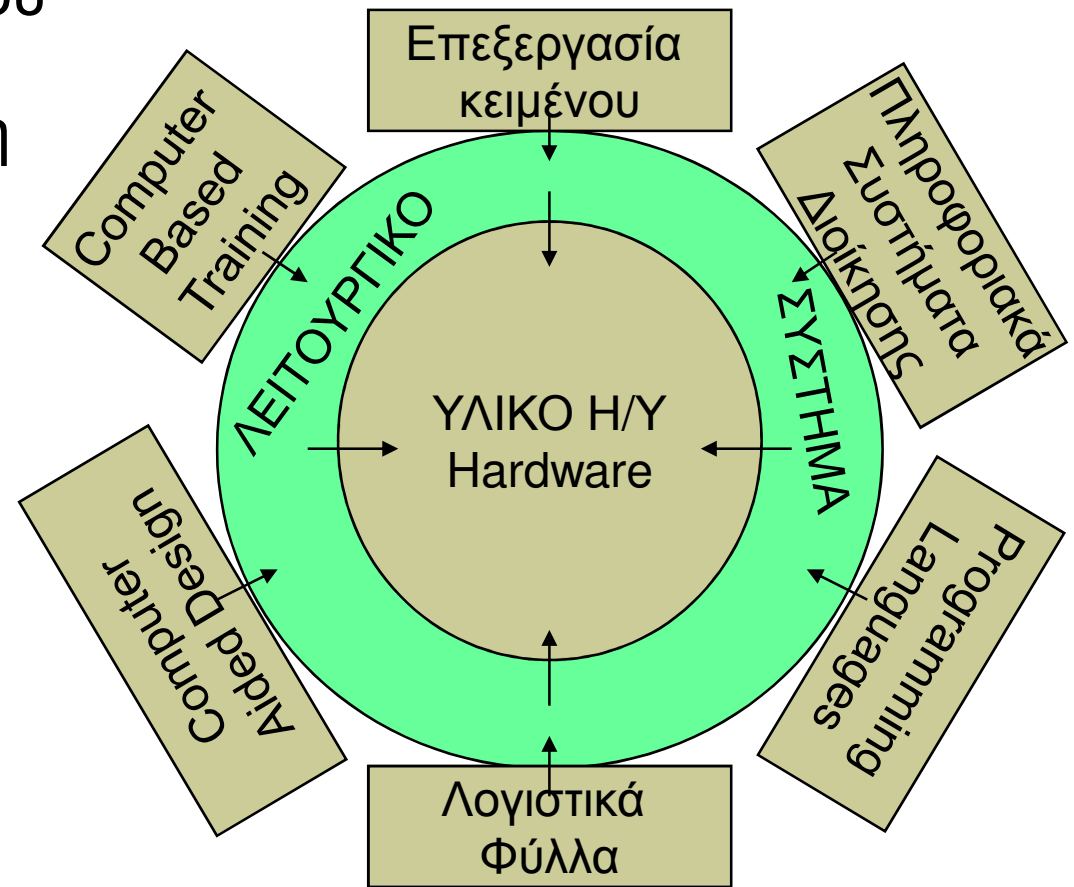 Επεξεργασία
κειμένου
Computer
Based
Training
Πληροφοριακά
Συστήματα
Διοίκησης
ΛΕΙΤΟΥΡΓΙΚΟ
ΣΥΣΤΗΜΑ
ΥΛΙΚΟ Η/Υ
Hardware
Computer
Aided Design
Programming
Languages
Λογιστικά
Φύλλα